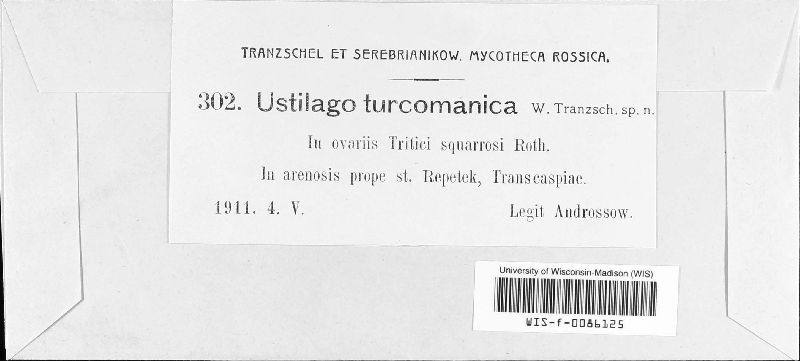 TRANZSCHEL ET SEREBRIANIKOW, MYCOTHECA ROSSICA.
302. Ustilago turcomanica W. Tranzsch. sp. n.
In ovariis Tritici squarrosi Roth.
In arenosis prope st. Repetek, Transcaspiae.
1911. 4. V. Legit Androssow.
University of Wisconsin-Madison (WIS)
WIS-f-0086125